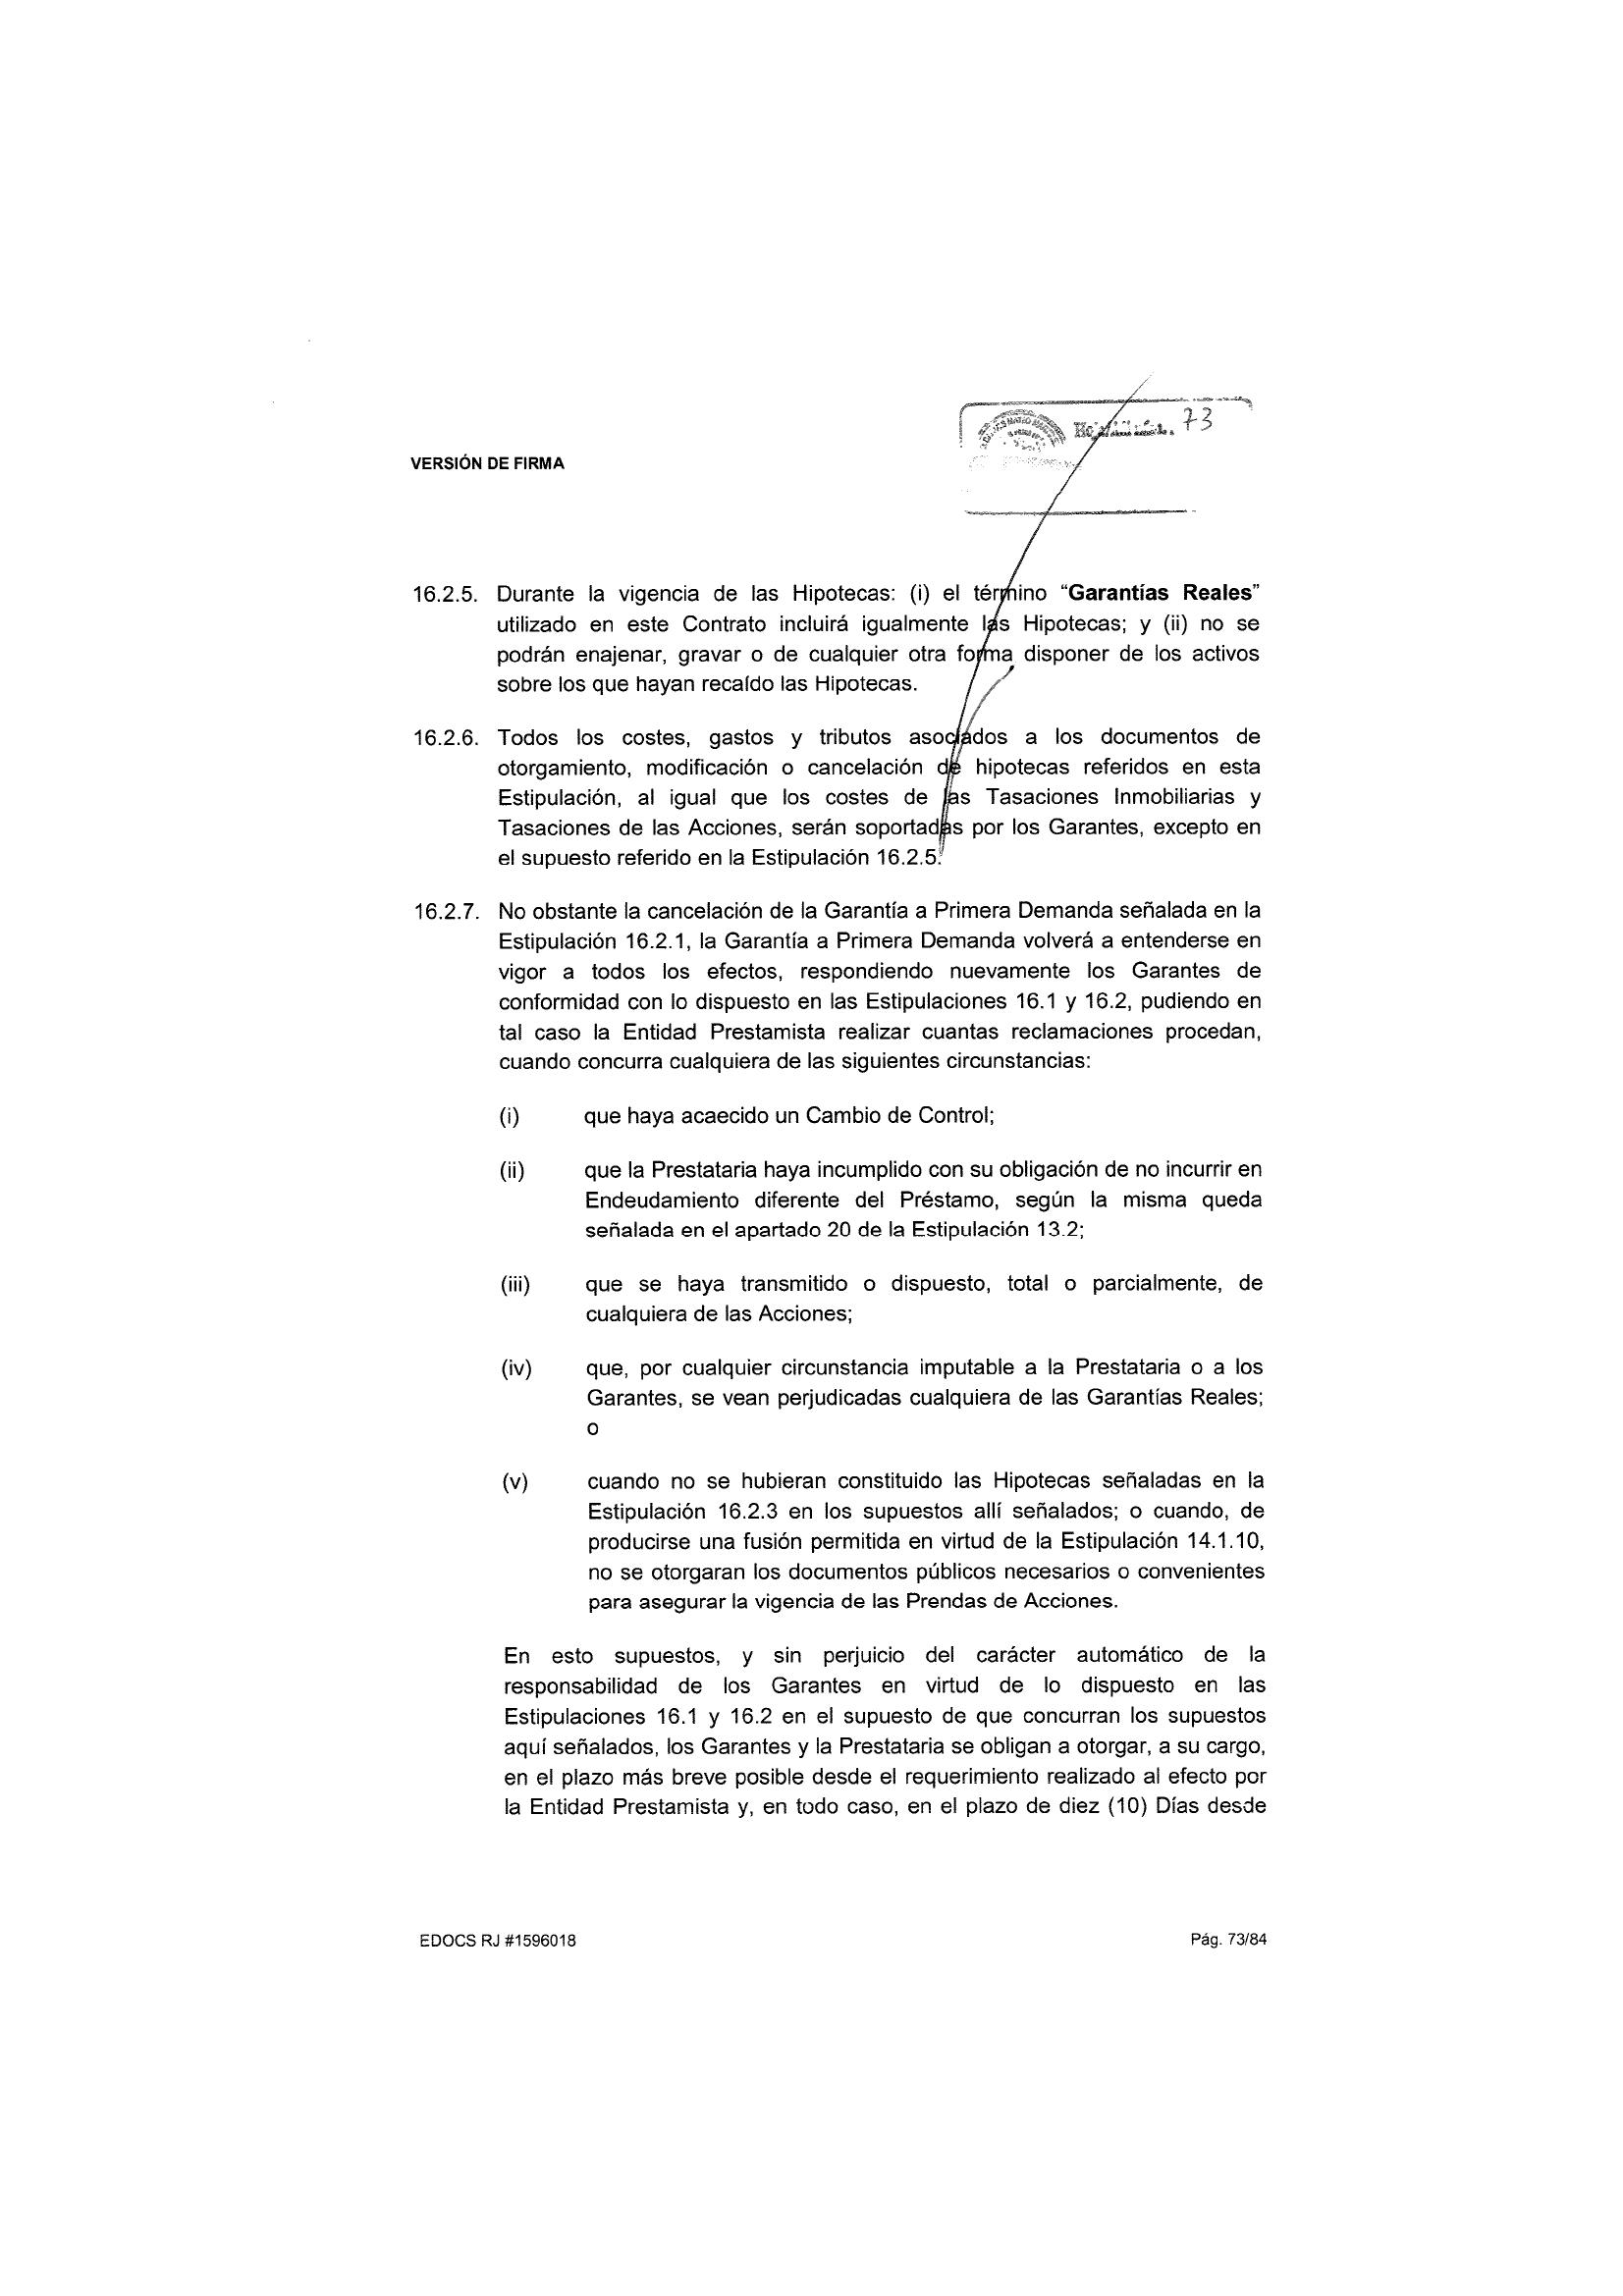 73
VERSIÓN DE FIRMA
16.2.5. Durante la vigencia de las Hipotecas: (i) el término “Garantías Reales”
utilizado en este Contrato incluirá igualmente las Hipotecas; y (ii) no se
podrán enajenar, gravar o de cualquier otra forma disponer de los activos
sobre los que hayan recaído las Hipotecas.
16.2.6. Todos los costes, gastos y tributos asociados a los documentos de
otorgamiento, modificación o cancelación de hipotecas referidos en esta
Estipulación, al igual que los costes de las Tasaciones Inmobiliarias y
Tasaciones de las Acciones, serán soportadas por los Garantes, excepto en
el supuesto referido en la Estipulación 16.2.5.
16.2.7. No obstante la cancelación de la Garantía a Primera Demanda señalada en la
Estipulación 16.2.1, la Garantía a Primera Demanda volverá a entenderse en
vigor a todos los efectos, respondiendo nuevamente los Garantes de
conformidad con lo dispuesto en las Estipulaciones 16.1 y 16.2, pudiendo en
tal caso la Entidad Prestamista realizar cuantas reclamaciones procedan,
cuando concurra cualquiera de las siguientes circunstancias:
(i) que haya acaecido un Cambio de Control;
(ii) que la Prestataria haya incumplido con su obligación de no incurrir en
Endeudamiento diferente del Préstamo, según la misma queda
señalada en el apartado 20 de la Estipulación 13.2;
(iii) que se haya transmitido o dispuesto, total o parcialmente, de
cualquiera de las Acciones;
(iv) que, por cualquier circunstancia imputable a la Prestataria o a los
Garantes, se vean perjudicadas cualquiera de las Garantías Reales;
o
(v) cuando no se hubieran constituido las Hipotecas señaladas en la
Estipulación 16.2.3 en los supuestos allí señalados; o cuando, de
producirse una fusión permitida en virtud de la Estipulación 14.1.10,
no se otorgaran los documentos públicos necesarios o convenientes
para asegurar la vigencia de las Prendas de Acciones.
En esto supuestos, y sin perjuicio del carácter automático de la
responsabilidad de los Garantes en virtud de lo dispuesto en las
Estipulaciones 16.1 y 16.2 en el supuesto de que concurran los supuestos
aquí señalados, los Garantes y la Prestataria se obligan a otorgar, a su cargo,
en el plazo más breve posible desde el requerimiento realizado al efecto por
la Entidad Prestamista y, en todo caso, en el plazo de diez (10) Días desde
EDOCS RJ #1596018
Pág. 73/84